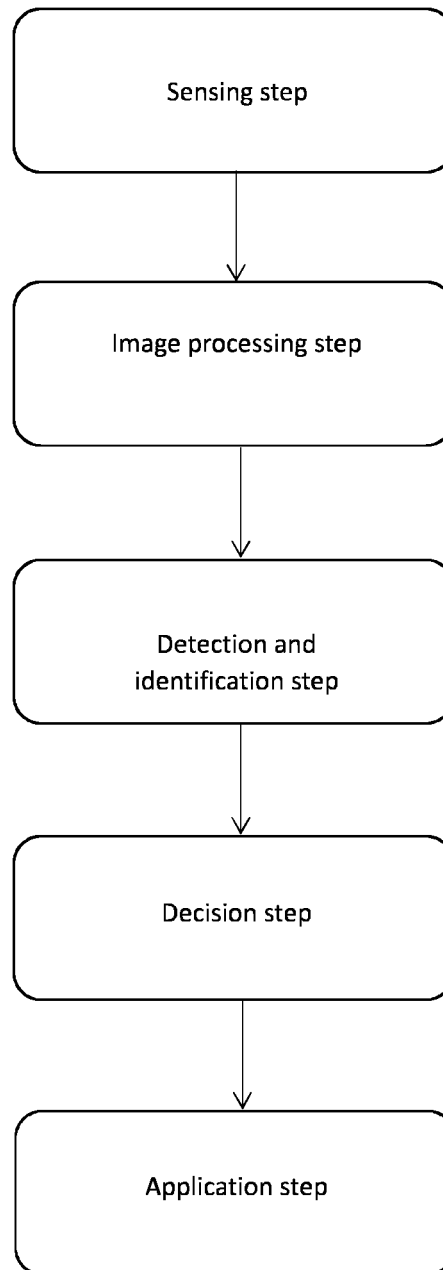 Sensing step
Image processing step
Detection and
identification step
Decision step
Application step